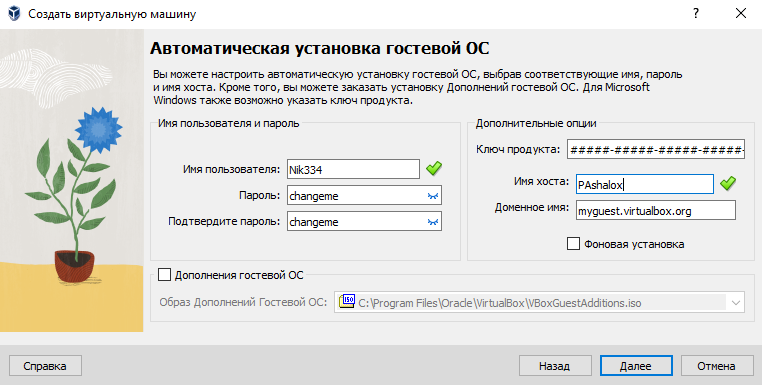 Создать виртуальную машину
Автоматическая установка гостевой ОС
Вы можете настроить автоматическую установку гостевой ОС, выбрав соответствующие имя, пароль
и имя хоста. Кроме того, вы можете заказать установку Дополнений гостевой ОС. Для Microsoft
Windows также возможно указать ключ продукта.
Имя пользователя и пароль
Имя пользователя: Nik334
Пароль: changeme
Подтвердите пароль: changeme
Дополнительные опции
Ключ продукта: #####-#####-#####-#####-
Имя хоста: PAshalox
Доменное имя: myguest.virtualbox.org
Фоновая установка
Дополнения гостевой ОС
Образ Дополнений Гостевой ОС: C:\Program Files\Oracle\VirtualBox\VBoxGuestAdditions.iso
Справка
Назад
Далее
Отмена